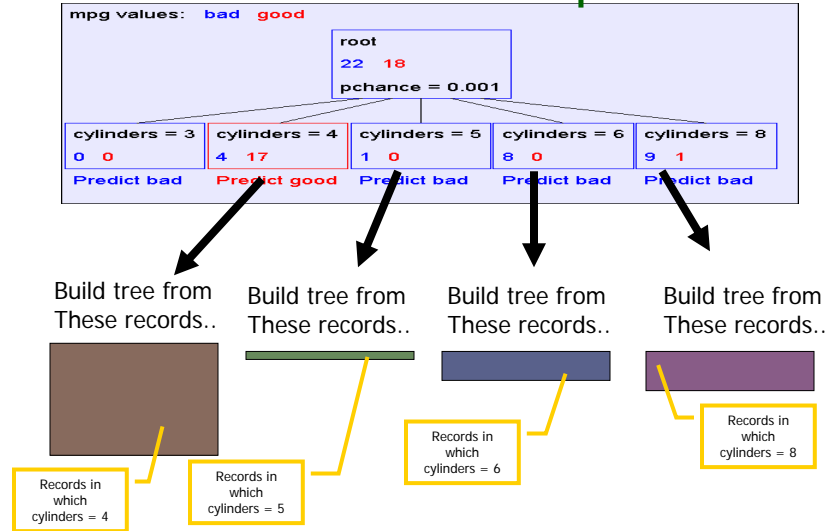 mpg values: bad good
root
22 18
pchance = 0.001
cylinders = 3 cylinders = 4 cylinders = 5 cylinders = 6 cylinders = 8
0 0 4 17 1 0 8 0 9 1
Predict bad Predict good Predict bad Predict bad Predict bad
Build tree from
These records..
Build tree from
These records..
Build tree from
These records..
Build tree from
These records..
Records in
which
cylinders = 4
Records in
which
cylinders = 5
Records in
which
cylinders = 6
Records in
which
cylinders = 8